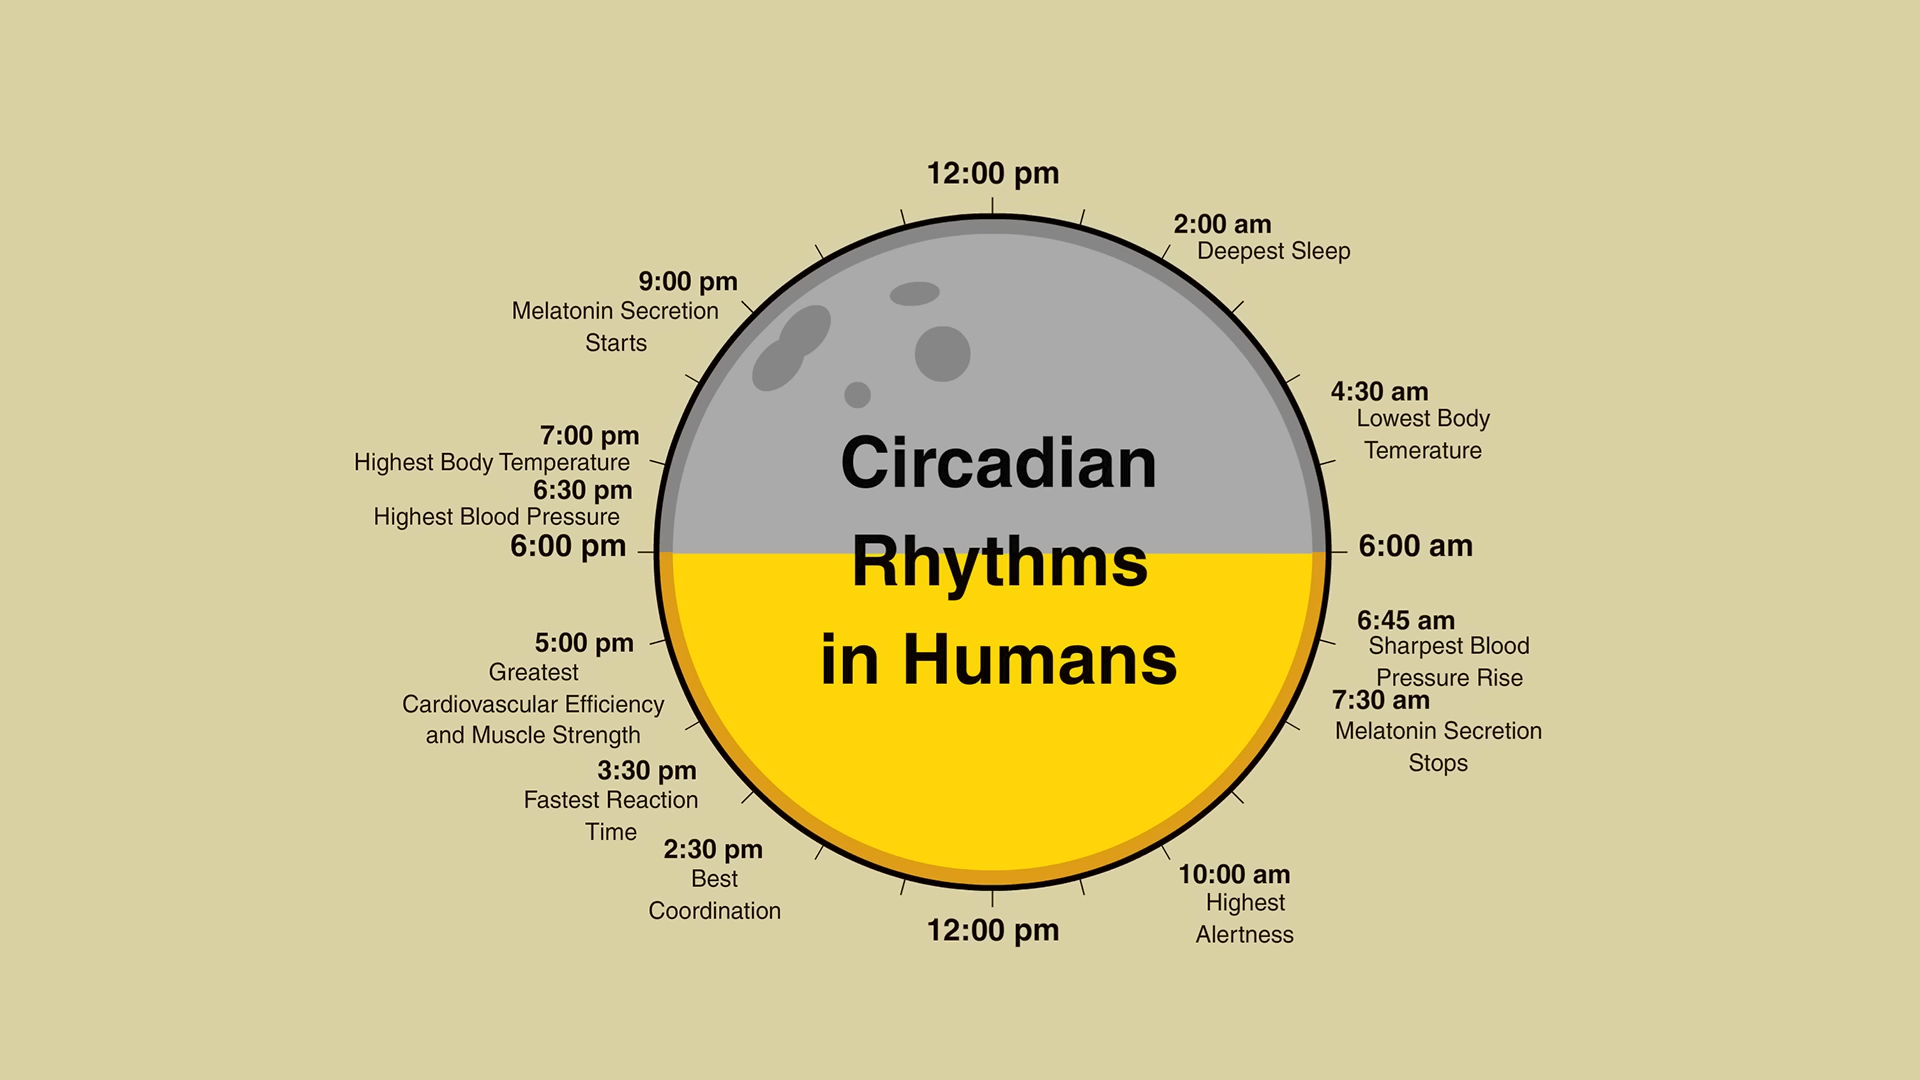 12:00 pm
2:00 am
Deepest Sleep
4:30 am
Lowest Body
Temerature
6:00 am
6:45 am
Sharpest Blood
Pressure Rise
7:30 am
Melatonin Secretion
Stops
10:00 am
Highest
Alertness
12:00 pm
2:30 pm
Best
Coordination
3:30 pm
Fastest Reaction
Time
5:00 pm
Greatest
Cardiovascular Efficiency
and Muscle Strength
6:00 pm
6:30 pm
Highest Blood Pressure
7:00 pm
Highest Body Temperature
9:00 pm
Melatonin Secretion
Starts
Circadian
Rhythms
in Humans